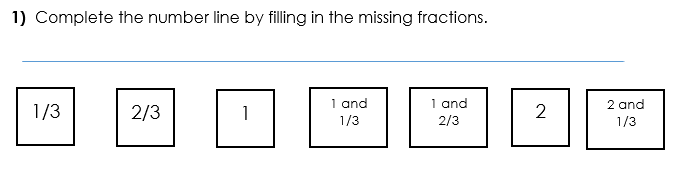 1) Complete the number line by filling in the missing fractions.
1/3 2/3 1 1 and 1/3 1 and 2/3 2 2 and 1/3